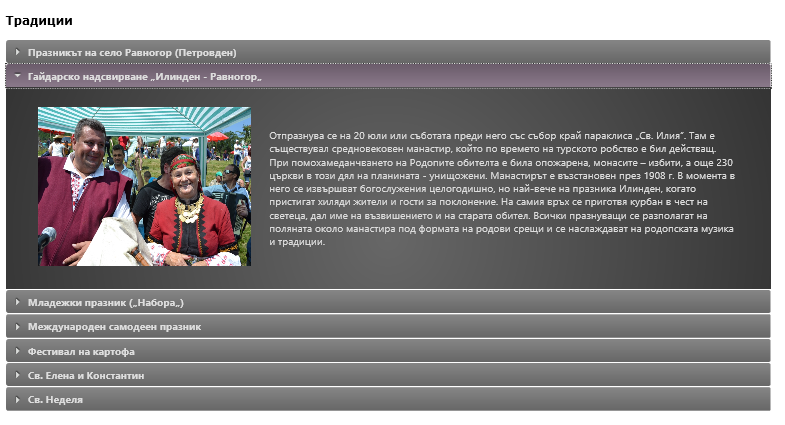 Традиции
Празникът на село Равногор (Петровден)
Гайдарско надсвирване „Илинден - Равногор„
Отпразнува се на 20 юли или съботата преди него със събор край параклиса „Св. Илия”. Там е
съществувал средновековен манастир, който по времето на турското робство е бил действащ.
При помохамеданчването на Родопите обителта е била опожарена, монасите – избити, а още 230
църкви в този дял на планината - унищожени. Манастирът е възстановен през 1908 г. В момента в
него се извършват богослужения целогодишно, но най-вече на празника Илинден, когато
пристигат хиляди жители и гости за поклонение. На самия връх се приготвя курбан в чест на
светеца, дал име на възвишението и на старата обител. Всички празнуващи се разполагат на
поляната около манастира под формата на родови срещи и се наслаждават на родопската музика
и традиции.
Младежки празник („Набора„)
Международен самодеен празник
Фестивал на картофа
Св. Елена и Константин
Св. Неделя